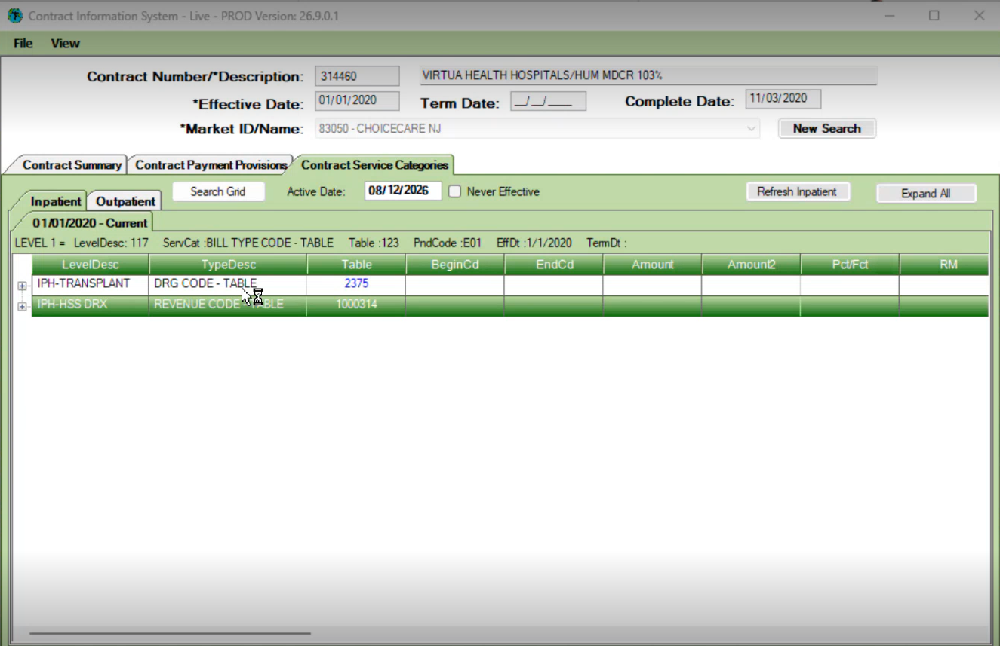 Contract Information System - Live - PROD Version: 26.9.0.1
File View
Contract Number/*Description: 314460 VIRTUA HEALTH HOSPITALS/HUM MDCR 103%
*Effective Date: 01/01/2020 Term Date: __/__/____ Complete Date: 11/03/2020
*Market ID/Name: 83050 - CHOICECARE NJ New Search
Contract Summary Contract Payment Provisions Contract Service Categories
Inpatient Outpatient Search Grid Active Date: 08/12/2026 Never Effective Refresh Inpatient Expand All
01/01/2020 - Current
LEVEL 1 = LevelDesc: 117 ServCat :BILL TYPE CODE - TABLE Table :123 PndCode :E01 EffDt :1/1/2020 TermDt :
LevelDesc TypeDesc Table BeginCd EndCd Amount Amount2 Pct/Fct RM
IPH-TRANSPLANT DRG CODE - TABLE 2375
IPH-HSS DRX REVENUE CODE - TABLE 1000314